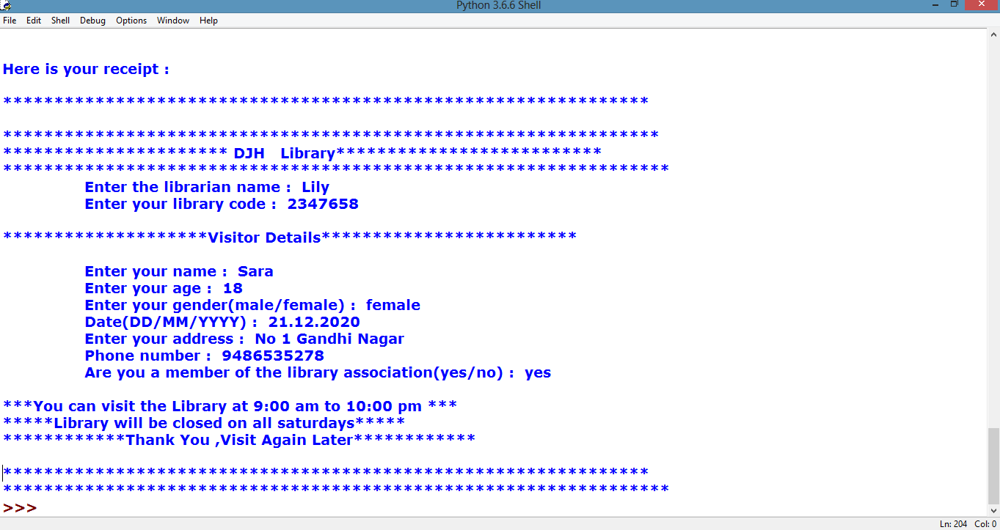 Python 3.6.6 Shell
File Edit Shell Debug Options Window Help
Here is your receipt :
***************************************************************
****************************************************************
********************** DJH   Library**************************
*****************************************************************
Enter the librarian name :  Lily
Enter your library code :  2347658
********************Visitor Details*************************
Enter your name :  Sara
Enter your age :  18
Enter your gender(male/female) :  female
Date(DD/MM/YYYY) :  21.12.2020
Enter your address :  No 1 Gandhi Nagar
Phone number :  9486535278
Are you a member of the library association(yes/no) :  yes
***You can visit the Library at 9:00 am to 10:00 pm ***
*****Library will be closed on all saturdays*****
************Thank You ,Visit Again Later************
***************************************************************
*****************************************************************
>>>
Ln: 204 Col: 0